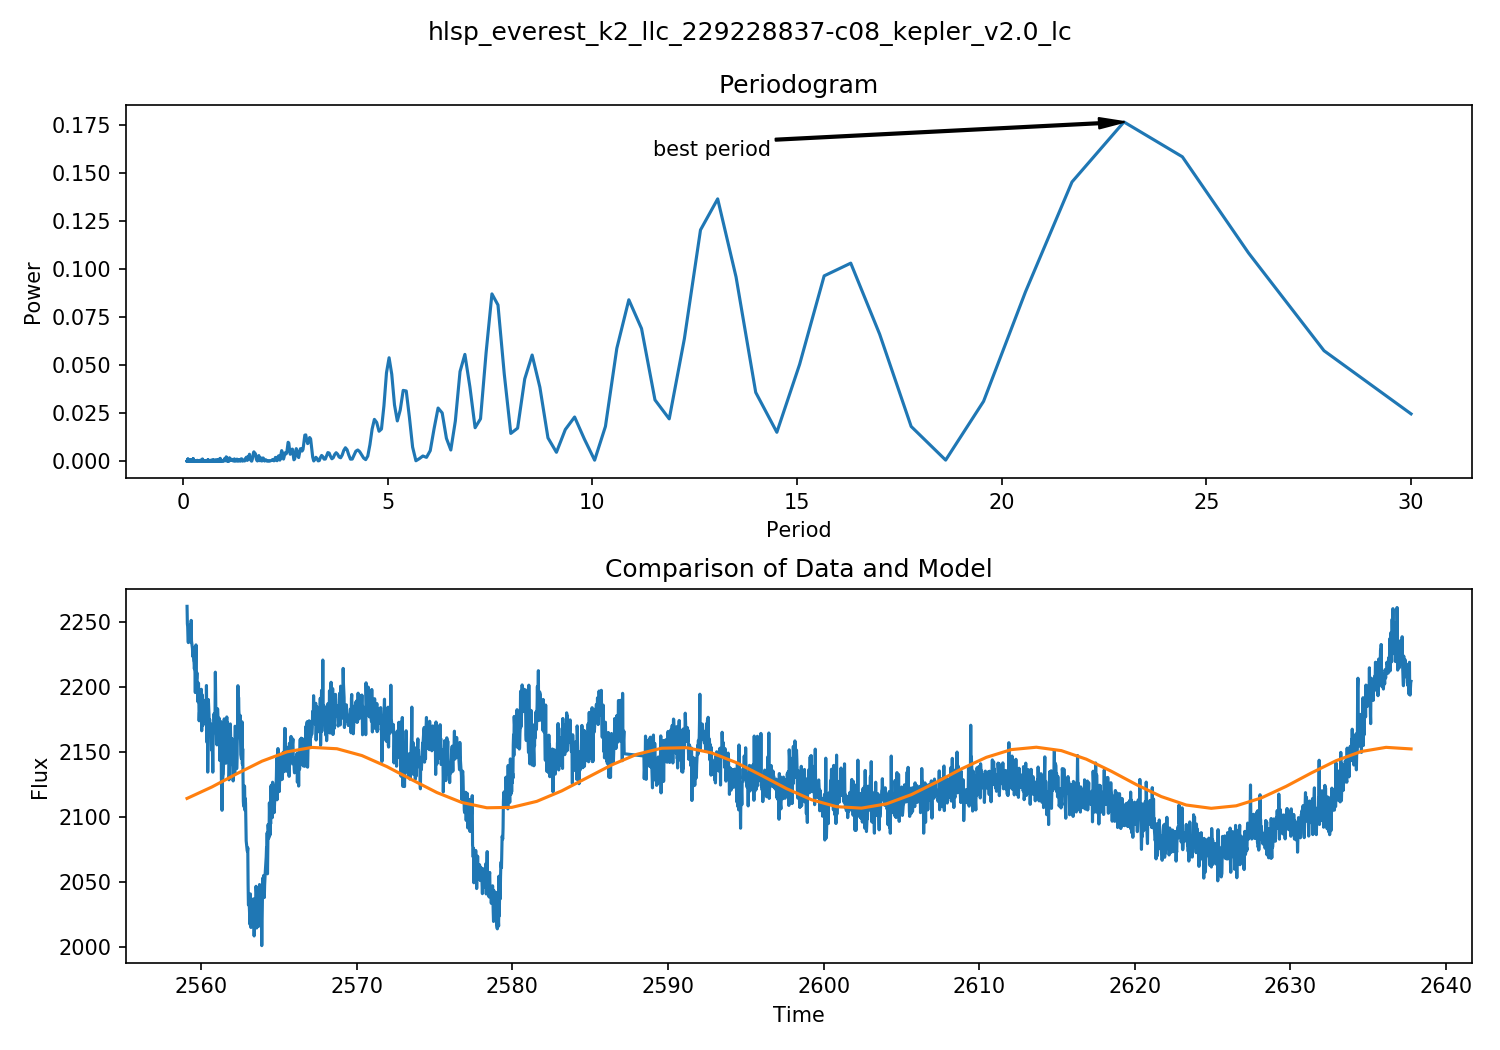 hlsp_everest_k2_llc_229228837-c08_kepler_v2.0_lc
Periodogram
0.175
0.150
0.125
0.100
0.075
0.050
0.025
0.000
Power
best period
0 5 10 15 20 25 30
Period
Comparison of Data and Model
2250
2200
2150
2100
2050
2000
Flux
2560 2570 2580 2590 2600 2610 2620 2630 2640
Time